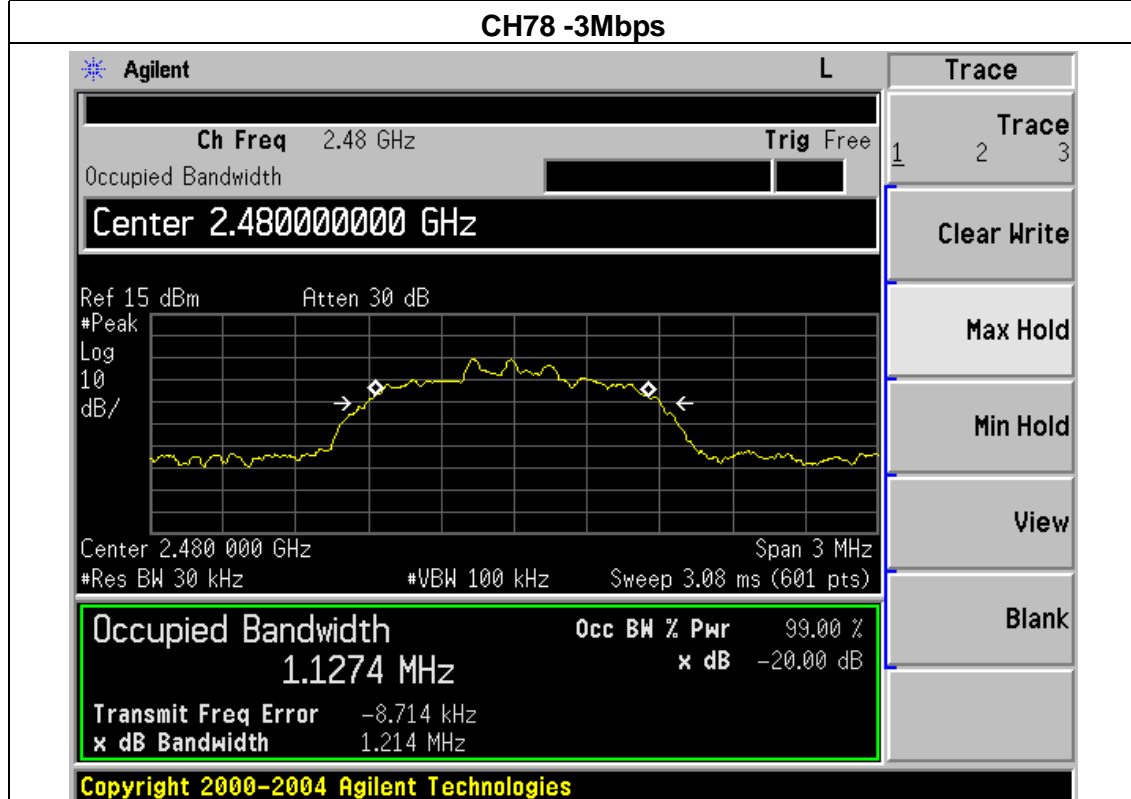 CH78 -3Mbps
Agilent L Trace
Ch Freq 2.48 GHz Trig Free
Occupied Bandwidth
Trace
1 2 3
Center 2.480000000 GHz
Clear Write
Ref 15 dBm Atten 30 dB
#Peak
Log
10
dB/
Max Hold
Min Hold
View
Center 2.480 000 GHz Span 3 MHz
#Res BW 30 kHz #VBW 100 kHz Sweep 3.08 ms (601 pts)
Blank
Occupied Bandwidth Occ BW % Pwr 99.00 %
1.1274 MHz x dB -20.00 dB
Transmit Freq Error -8.714 kHz
x dB Bandwidth 1.214 MHz
Copyright 2000-2004 Agilent Technologies